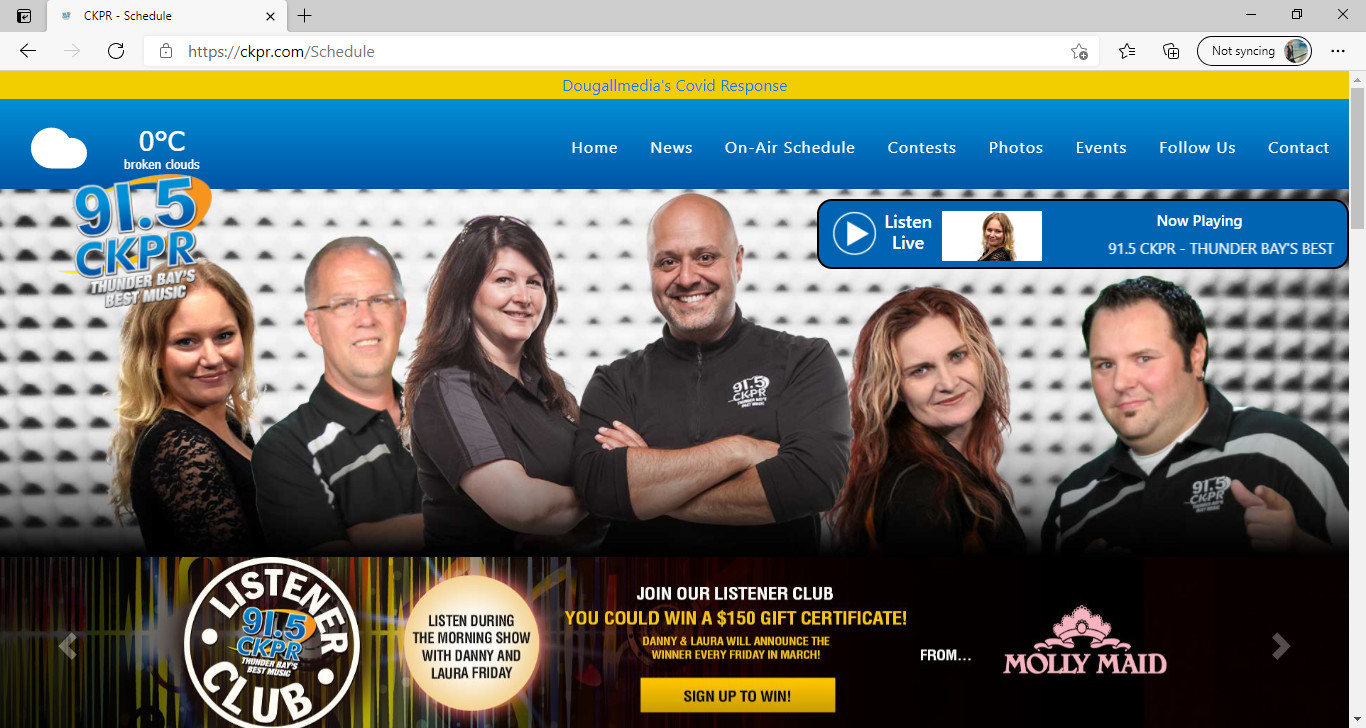 CKPR - Schedule
https://ckpr.com/Schedule
Not syncing
Dougallmedia's Covid Response
0°C
broken clouds
Home
News
On-Air Schedule
Contests
Photos
Events
Follow Us
Contact
91.5
CKPR
THUNDER BAY'S
BEST MUSIC
Listen
Live
Now Playing
91.5 CKPR - THUNDER BAY'S BEST
91.5
CKPR
THUNDER BAY'S
BEST MUSIC
91.5
CKPR
THUNDER BAY'S
BEST MUSIC
LISTENER
91.5
CKPR
THUNDER BAY'S
BEST MUSIC
CLUB
LISTEN DURING
THE MORNING SHOW
WITH DANNY AND
LAURA FRIDAY
JOIN OUR LISTENER CLUB
YOU COULD WIN A $150 GIFT CERTIFICATE!
DANNY & LAURA WILL ANNOUNCE THE
WINNER EVERY FRIDAY IN MARCH!
SIGN UP TO WIN!
FROM...
MOLLY MAID